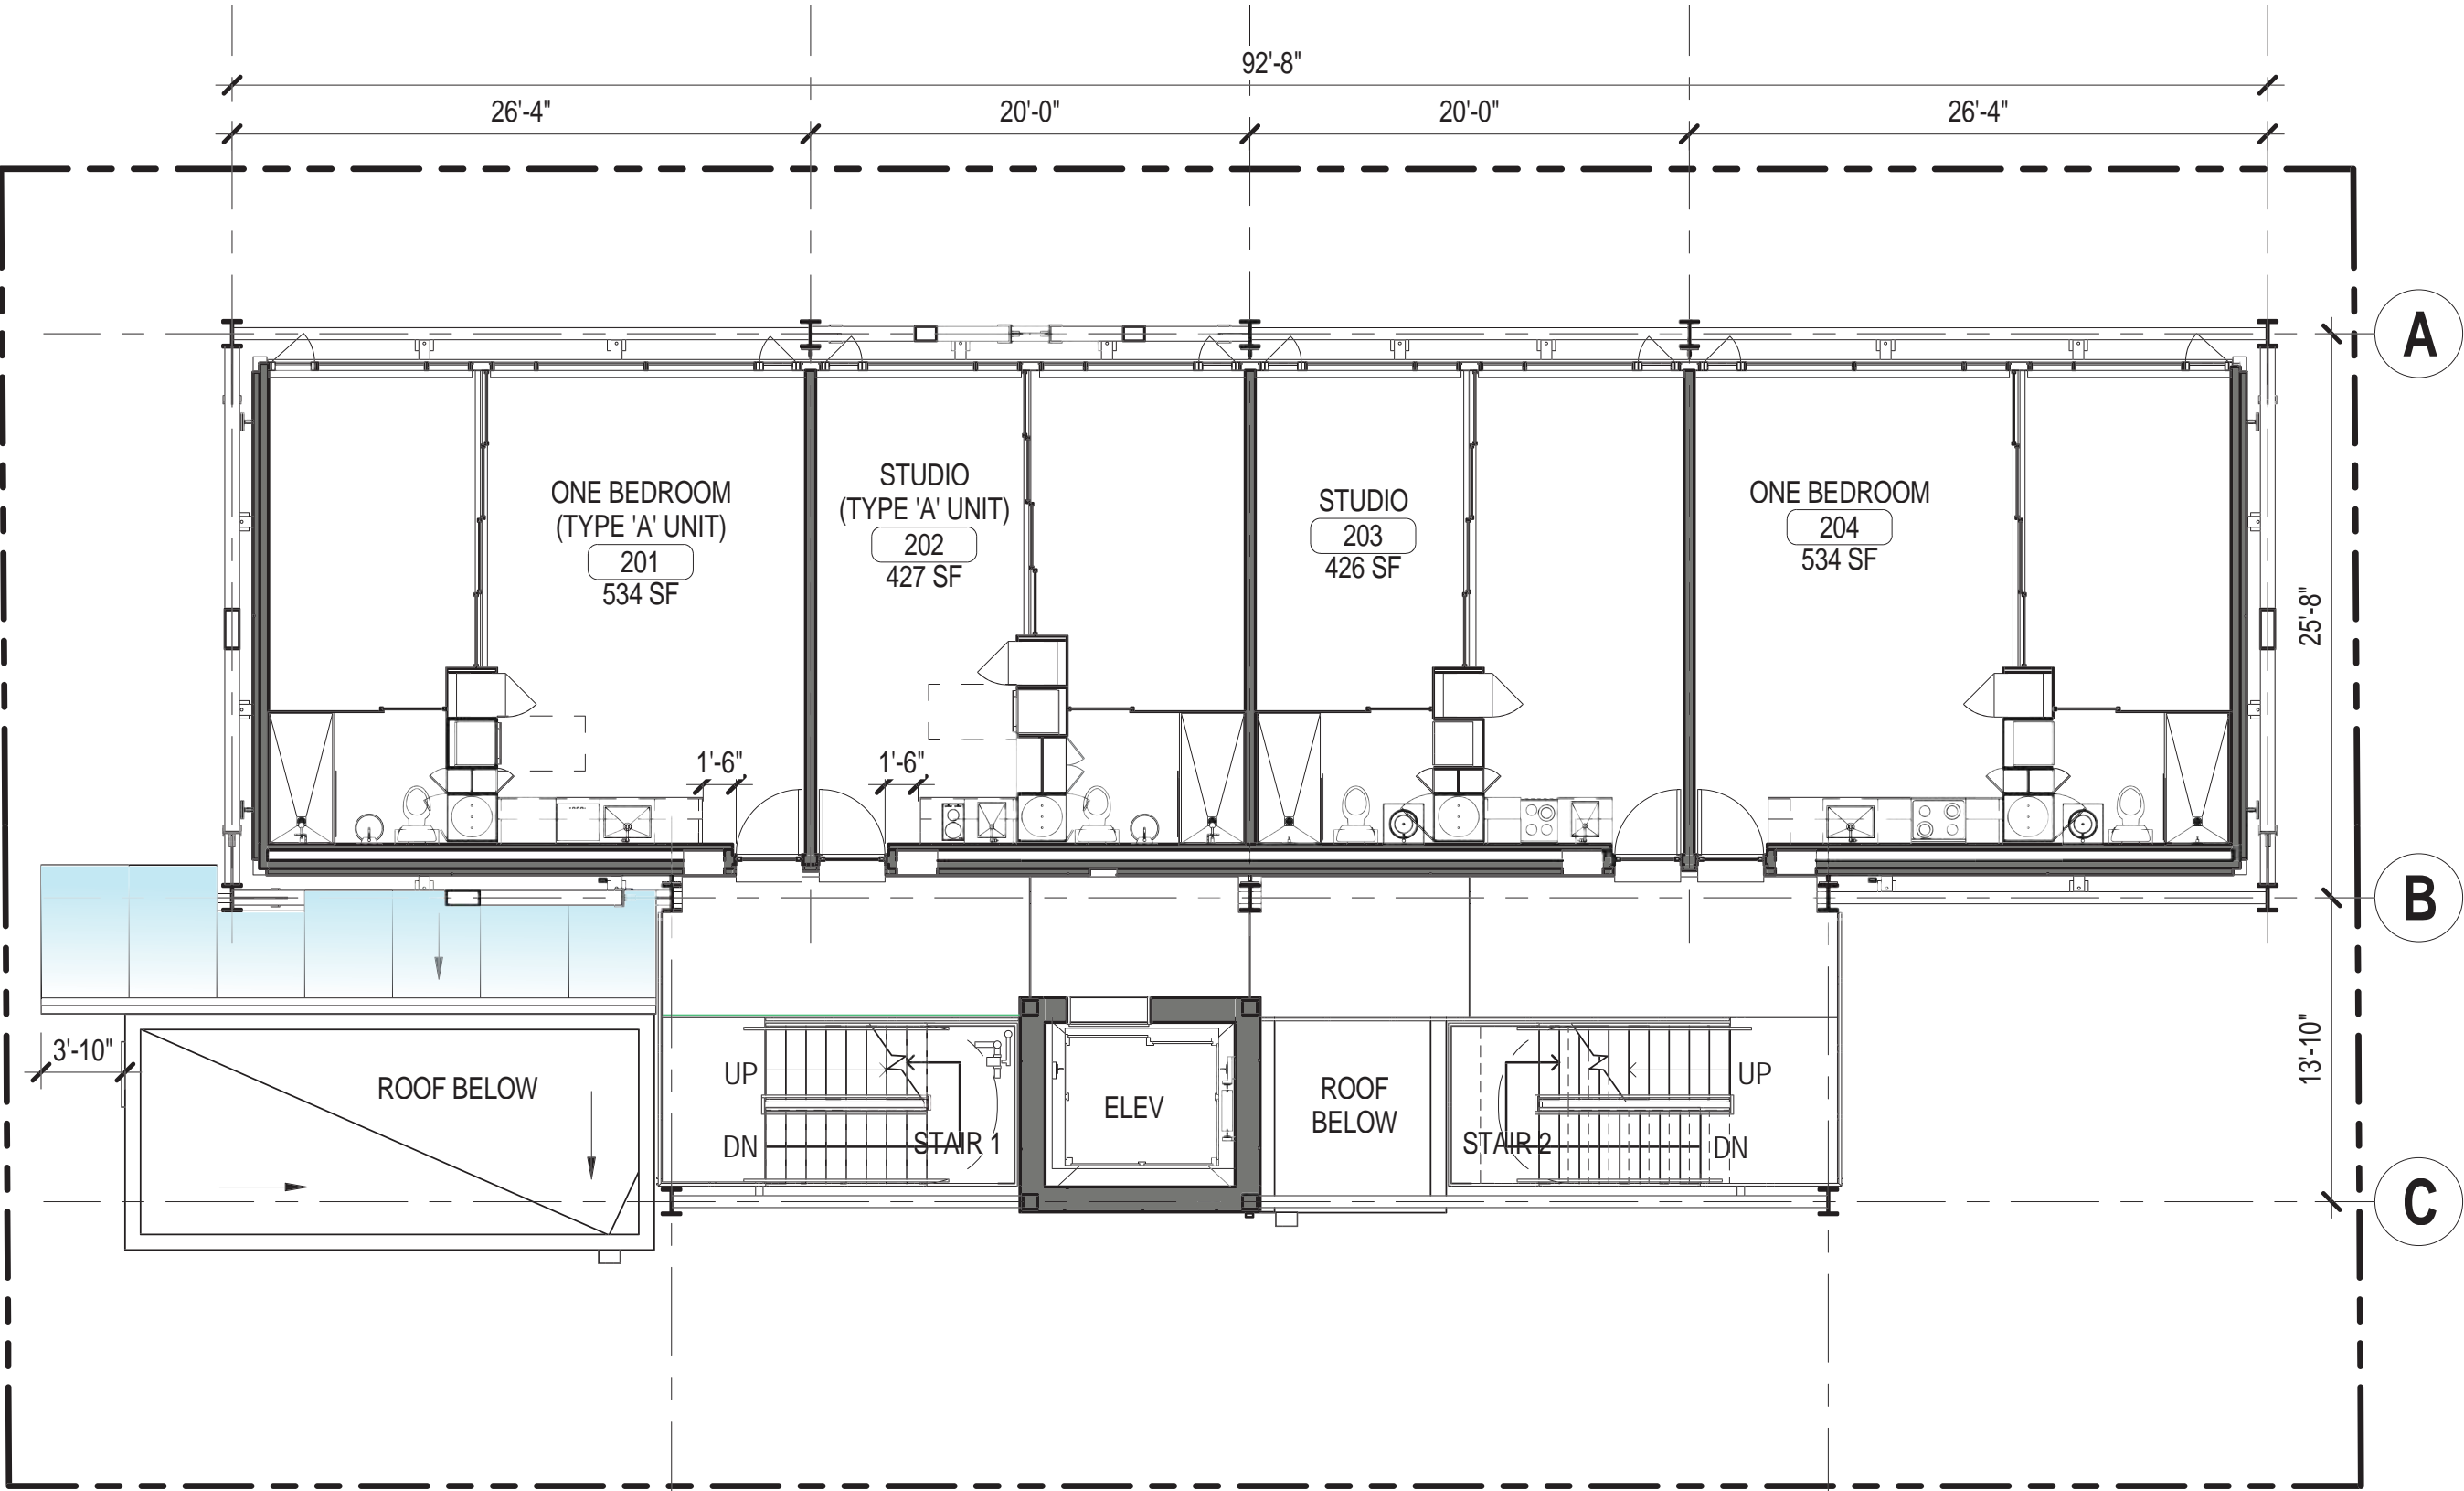 92'-8"
26'-4"
20'-0"
20'-0"
26'-4"
A
ONE BEDROOM
(TYPE 'A' UNIT)
201
534 SF
STUDIO
(TYPE 'A' UNIT)
202
427 SF
STUDIO
203
426 SF
ONE BEDROOM
204
534 SF
25'-8"
1'-6"
1'-6"
B
3'-10"
ROOF BELOW
UP
DN
STAIR 1
ELEV
ROOF
BELOW
STAIR 2
UP
DN
13'-10"
C